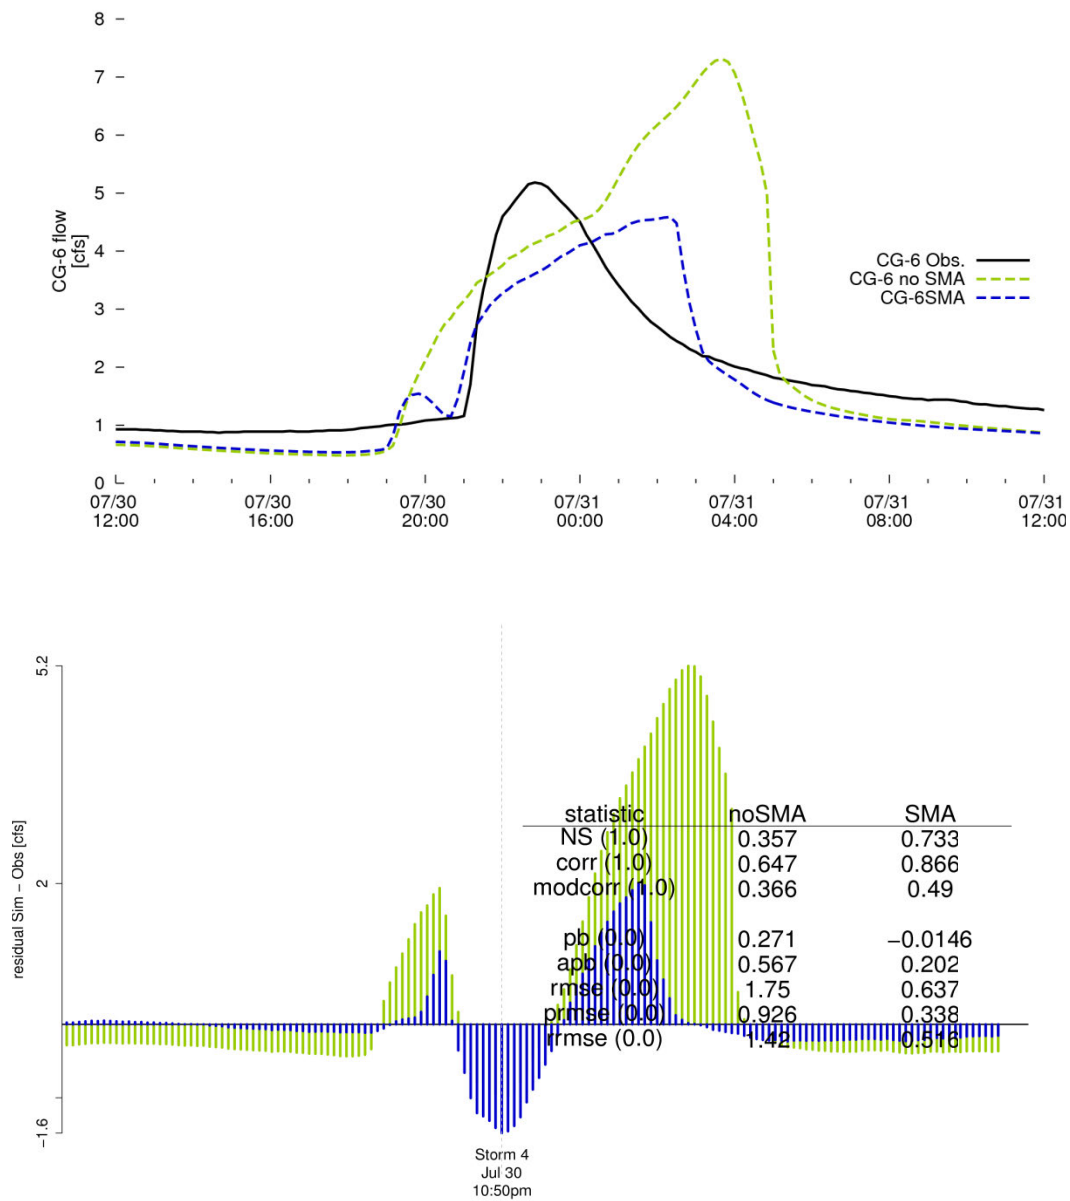 8
7
6
5
4
3
2
1
0
CG-6 flow
[cfs]
CG-6 Obs.
CG-6 no SMA
CG-6SMA
07/30 07/30 07/30 07/31 07/31 07/31 07/31
12:00 16:00 20:00 00:00 04:00 08:00 12:00
5.2
2
−1.6
residual Sim − Obs [cfs]
statistic noSMA SMA
NS (1.0) 0.357 0.733
corr (1.0) 0.647 0.866
modcorr (1.0) 0.366 0.49
pb (0.0) 0.271 −0.0146
apb (0.0) 0.567 0.202
rmse (0.0) 1.75 0.637
prmse (0.0) 0.926 0.338
rrmse (0.0) 1.42 0.516
Storm 4
Jul 30
10:50pm